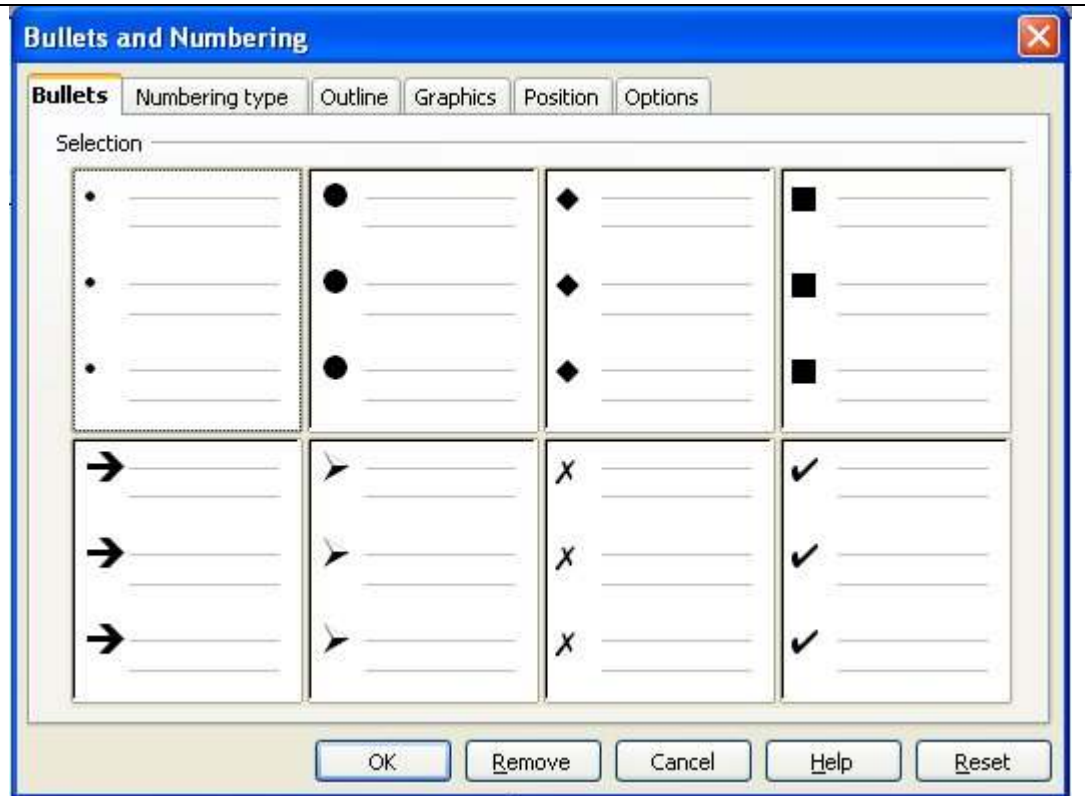 Bullets and Numbering
Bullets Numbering type Outline Graphics Position Options
Selection
OK Remove Cancel Help Reset